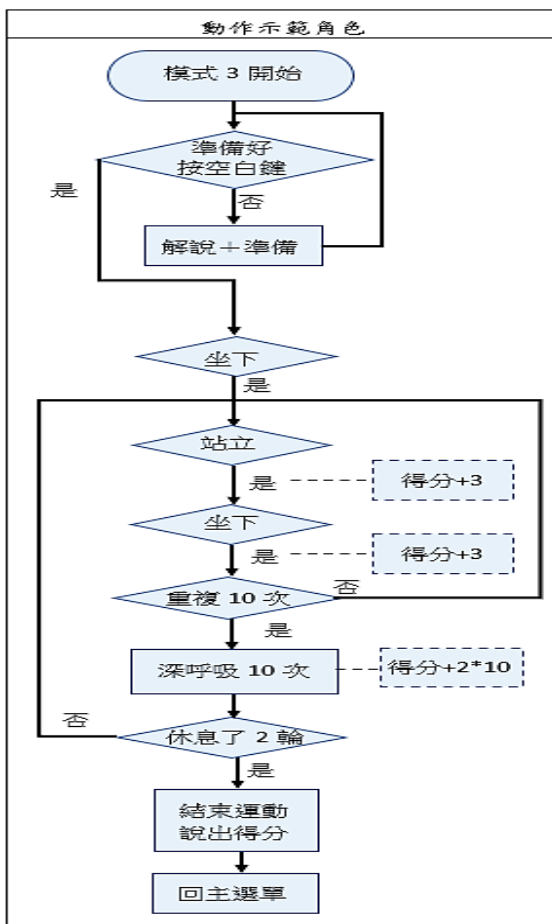 動作示範角色
模式 3 開始
準備好
按空白鍵
是
否
解說＋準備
坐下
是
站立
是
得分+3
坐下
是
得分+3
重複 10 次
否
是
深呼吸 10 次
得分+2*10
否
休息了 2 輪
是
結束運動
說出得分
回主選單